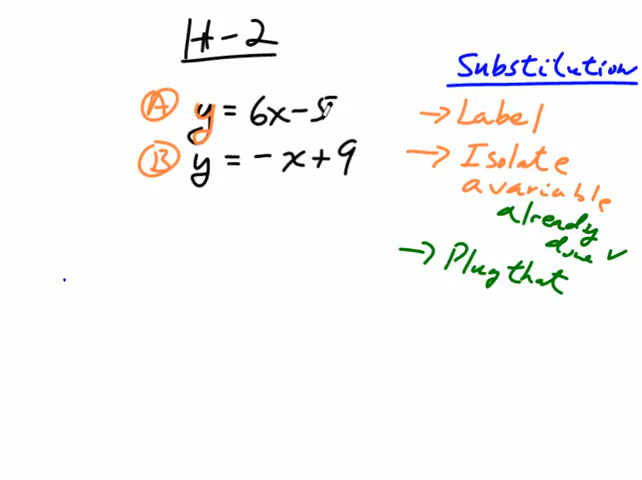 H-2
Substitution
Ⓐ y = 6x - 5
→ Label
Ⓑ y = -x + 9
→ Isolate
a variable
already
done ✓
→ Plug that